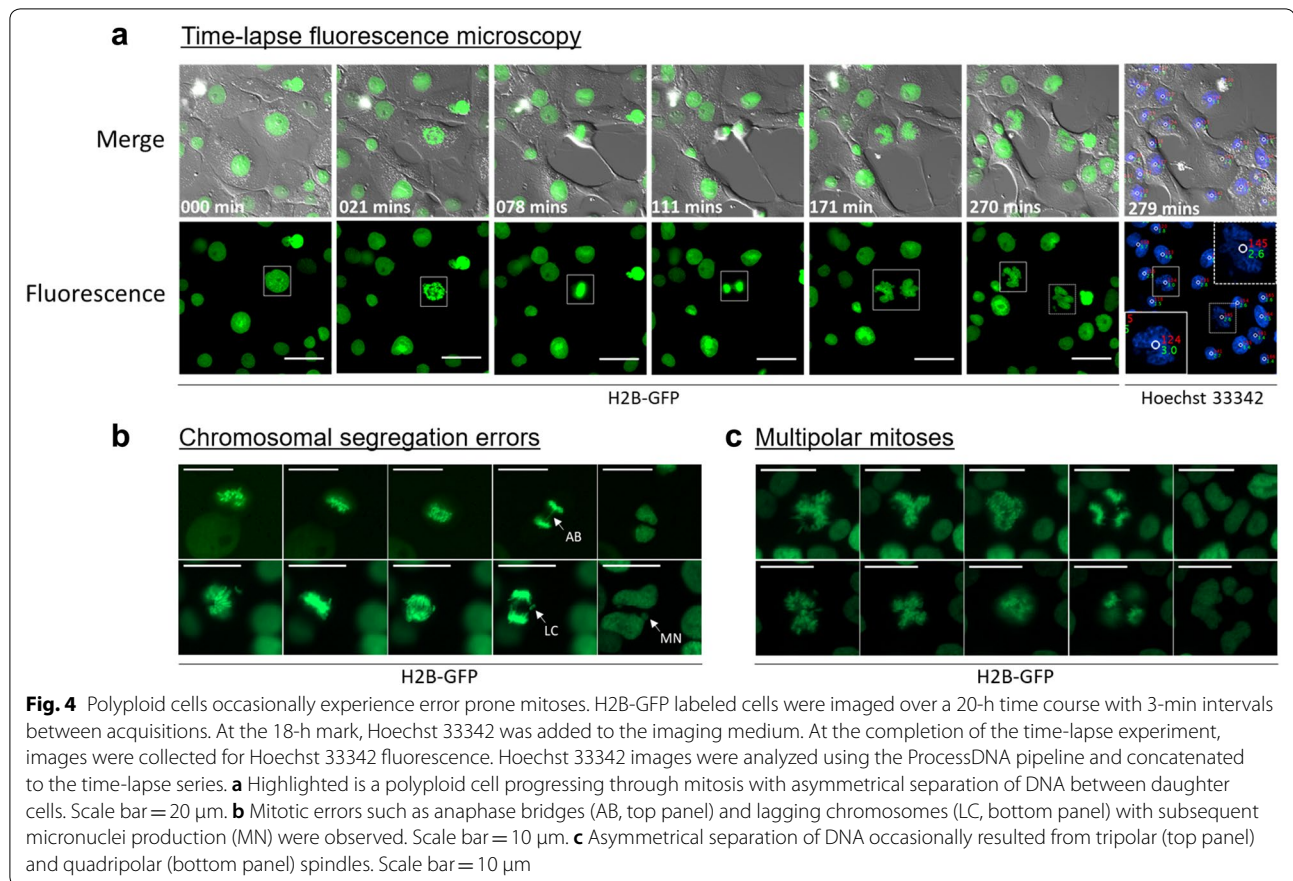 a Time-lapse fluorescence microscopy
Merge
000 min
021 mins
078 mins
111 mins
171 min
270 mins
279 mins
Fluorescence
145
2.6
124
3.0
H2B-GFP
Hoechst 33342
b Chromosomal segregation errors
AB
LC
MN
H2B-GFP
c Multipolar mitoses
H2B-GFP
Fig. 4 Polyploid cells occasionally experience error prone mitoses. H2B-GFP labeled cells were imaged over a 20-h time course with 3-min intervals
between acquisitions. At the 18-h mark, Hoechst 33342 was added to the imaging medium. At the completion of the time-lapse experiment,
images were collected for Hoechst 33342 fluorescence. Hoechst 33342 images were analyzed using the ProcessDNA pipeline and concatenated
to the time-lapse series. a Highlighted is a polyploid cell progressing through mitosis with asymmetrical separation of DNA between daughter
cells. Scale bar = 20 μm. b Mitotic errors such as anaphase bridges (AB, top panel) and lagging chromosomes (LC, bottom panel) with subsequent
micronuclei production (MN) were observed. Scale bar = 10 μm. c Asymmetrical separation of DNA occasionally resulted from tripolar (top panel)
and quadripolar (bottom panel) spindles. Scale bar = 10 μm